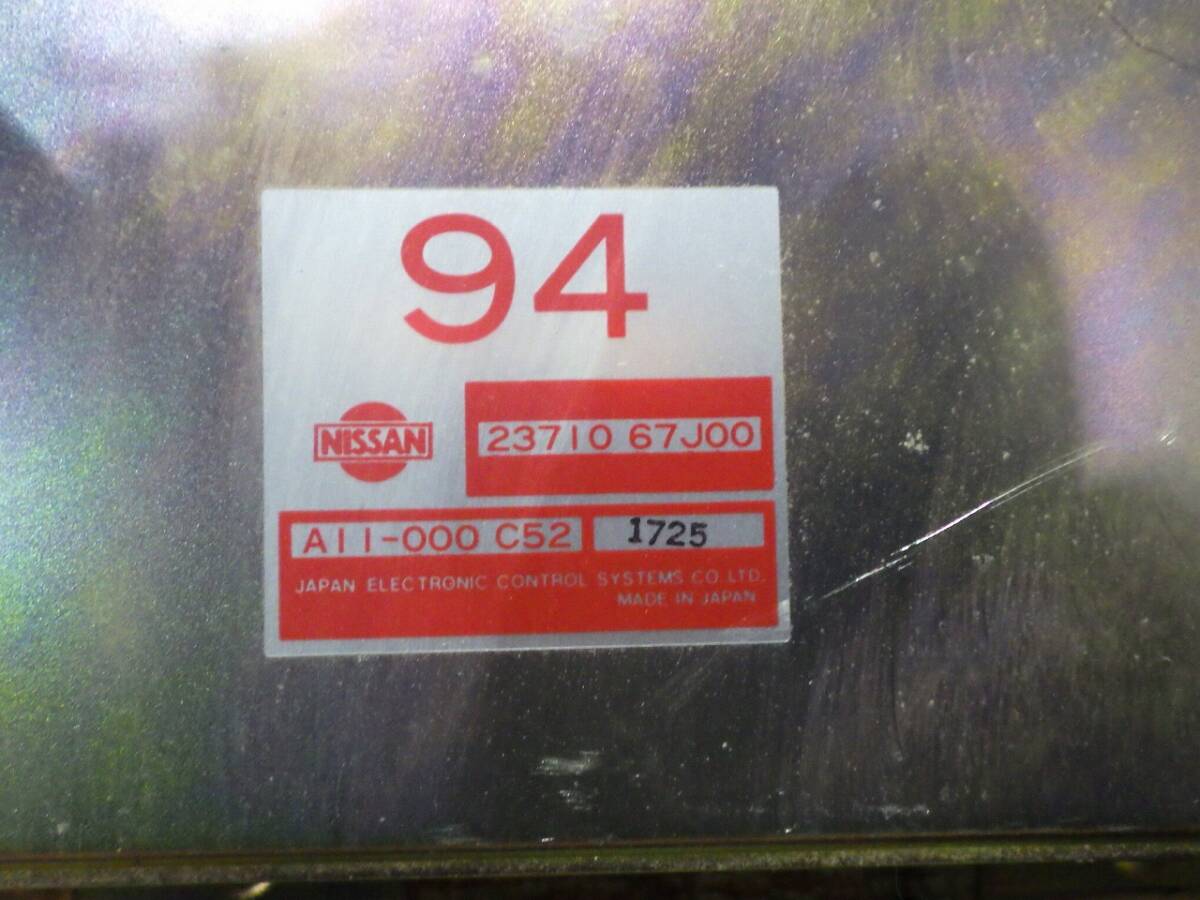 94
NISSAN
23710 67J00
A11-000 C52 1725
JAPAN ELECTRONIC CONTROL SYSTEMS CO.LTD.
MADE IN JAPAN